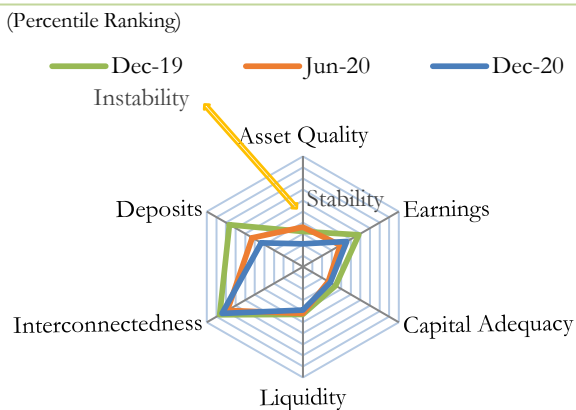 (Percentile Ranking)
Dec-19 Jun-20 Dec-20
Instability
Asset Quality
Stability
Deposits Earnings
Interconnectedness Capital Adequacy
Liquidity